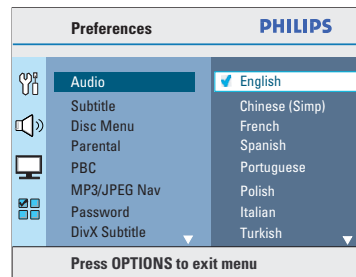 Preferences
PHILIPS
Audio
English
Subtitle
Chinese (Simp)
Disc Menu
French
Parental
Spanish
PBC
Portuguese
MP3/JPEG Nav
Polish
Password
Italian
DivX Subtitle
Turkish
Press OPTIONS to exit menu